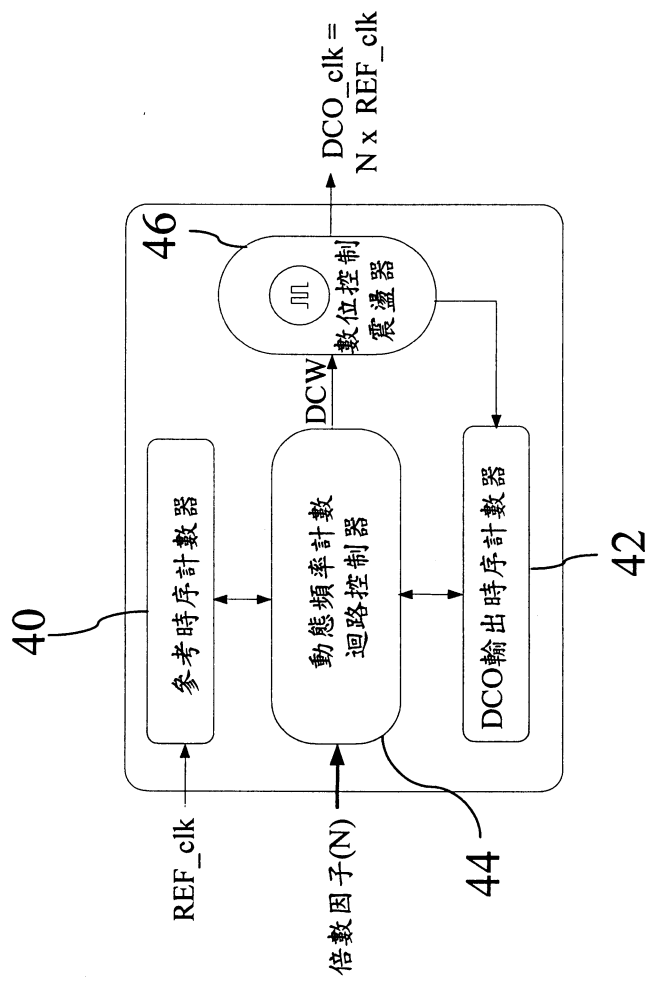 40
REF_clk
參考時序計數器
倍數因子(N)
動態頻率計數
迴路控制器
44
DCW
46
數位控制
震盪器
DCO_clk =
N x REF_clk
DCO輸出時序計數器
42